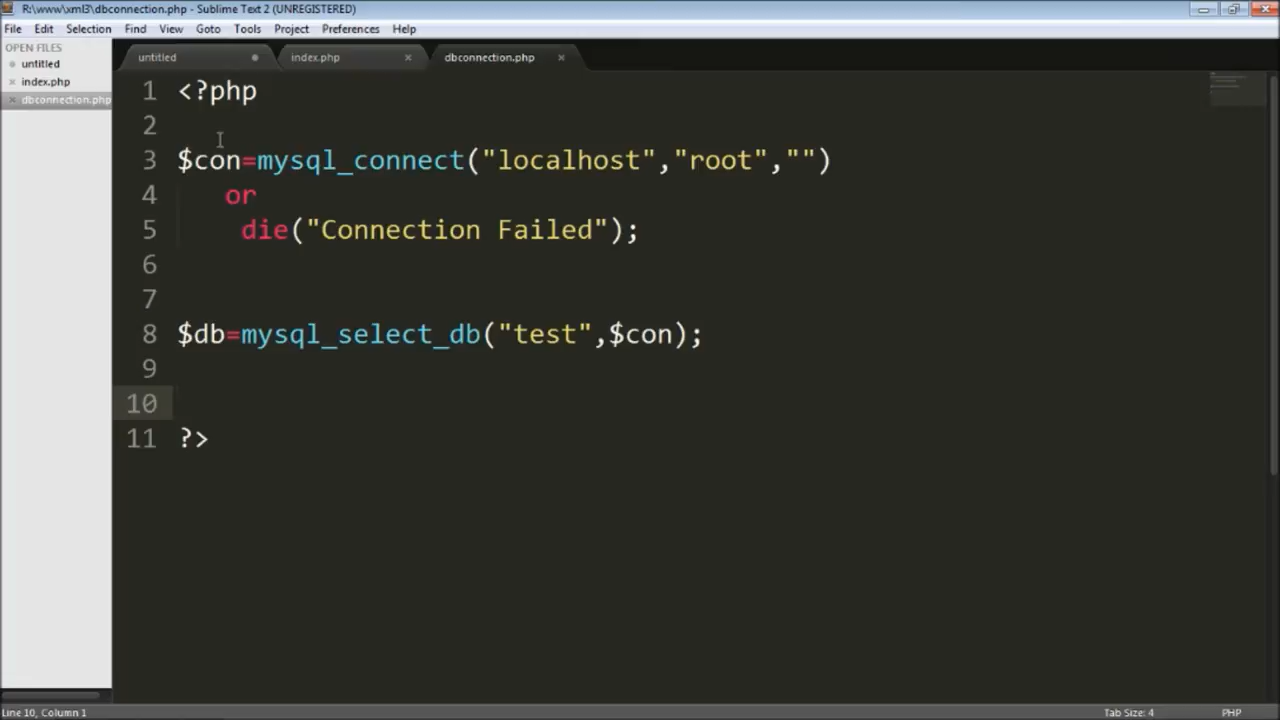 R:\www\xml3\dbconnection.php - Sublime Text 2 (UNREGISTERED)
File Edit Selection Find View Goto Tools Project Preferences Help
OPEN FILES
untitled
index.php
dbconnection.php
untitled index.php dbconnection.php
1 <?php
2
3 $con=mysql_connect("localhost","root","")
4 or
5 die("Connection Failed");
6
7
8 $db=mysql_select_db("test",$con);
9
10
11 ?>
Line 10, Column 1 Tab Size: 4 PHP